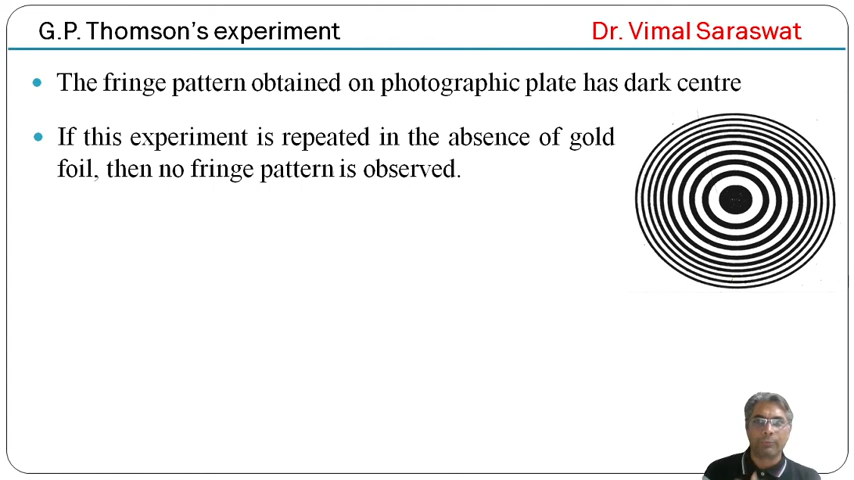 G.P. Thomson's experiment
Dr. Vimal Saraswat
• The fringe pattern obtained on photographic plate has dark centre
• If this experiment is repeated in the absence of gold
foil, then no fringe pattern is observed.